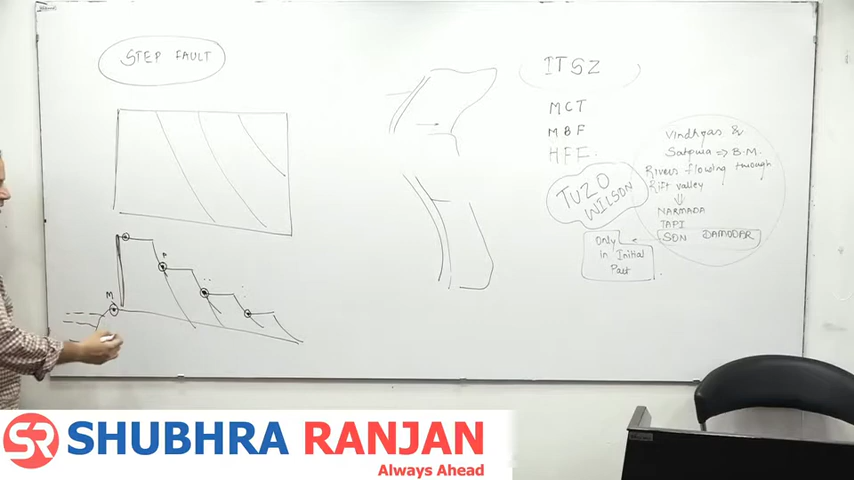 STEP FAULT
M
P
ITSZ
MCT
MBF
HFF
TUZO
WILSON
Only
in Initial
Part
Vindhyas &
Satpura => B.M.
Rivers flowing through
Rift valley
NARMADA
TAPI
SON DAMODAR
SR SHUBHRA RANJAN
Always Ahead